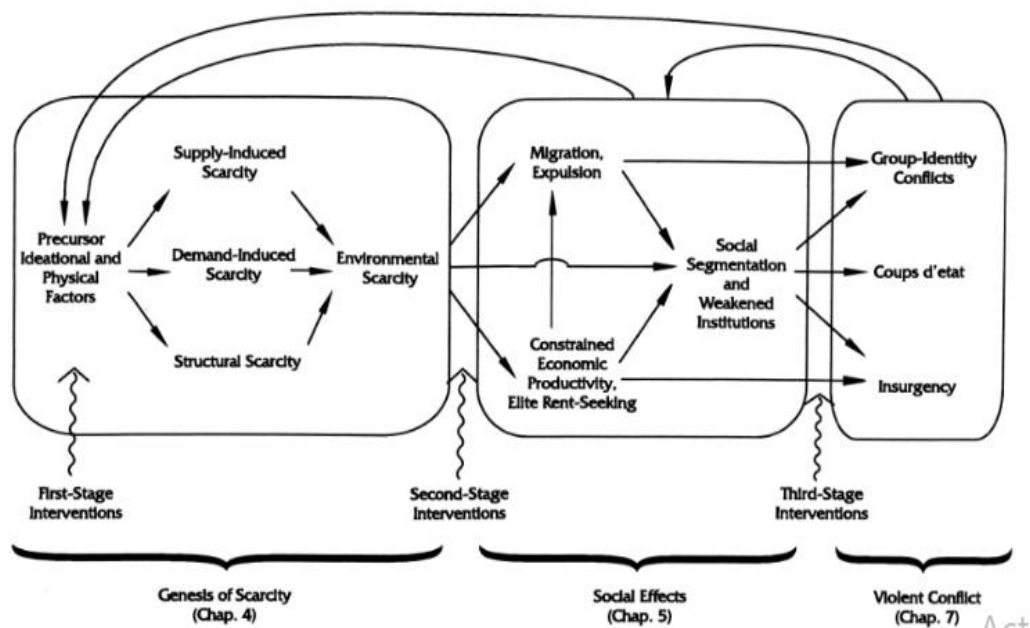 Supply-Induced
Scarcity
Migration,
Expulsion
Group-Identity
Conflicts
Precursor
Ideational and
Physical
Factors
Demand-Induced
Scarcity
Environmental
Scarcity
Social
Segmentation
and
Weakened
Institutions
Coups d'etat
Structural Scarcity
Constrained
Economic
Productivity,
Elite Rent-Seeking
Insurgency
First-Stage
Interventions
Second-Stage
Interventions
Third-Stage
Interventions
Genesis of Scarcity
(Chap. 4)
Social Effects
(Chap. 5)
Violent Conflict
(Chap. 7)